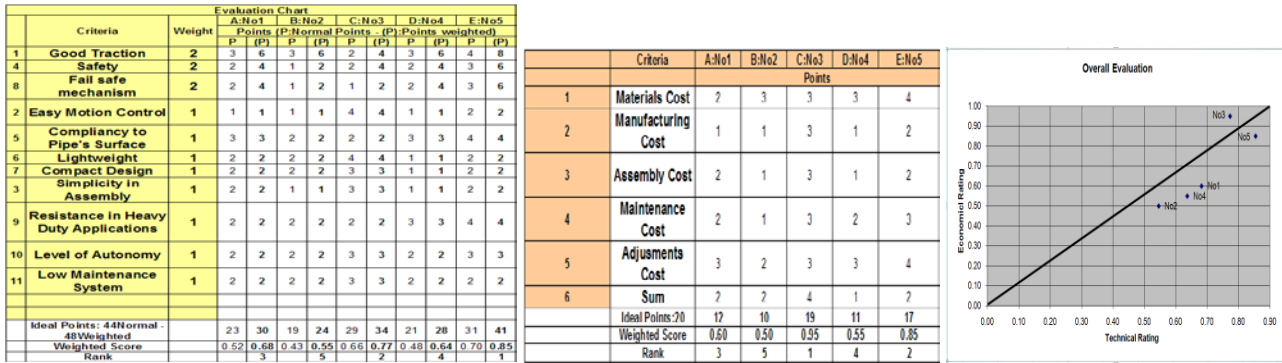 Evaluation Chart
Criteria Weight A:No1 B:No2 C:No3 D:No4 E:No5
Points (P:Normal Points - (P):Points weighted)
P (P) P (P) P (P) P (P) P (P)
1 Good Traction 2 3 6 3 6 2 4 3 6 4 8
4 Safety 2 2 4 1 2 2 4 2 4 3 6
8 Fail safe mechanism 2 2 4 1 2 1 2 2 4 3 6
2 Easy Motion Control 1 1 1 1 1 4 4 1 1 2 2
5 Compliancy to Pipe's Surface 1 3 3 2 2 2 2 3 3 4 4
6 Lightweight 1 2 2 2 2 4 4 1 1 2 2
7 Compact Design 1 2 2 2 2 3 3 1 1 2 2
3 Simplicity in Assembly 1 2 2 1 1 3 3 1 1 2 2
9 Resistance in Heavy Duty Applications 1 2 2 2 2 2 2 3 3 4 4
10 Level of Autonomy 1 2 2 2 2 3 3 2 2 3 3
11 Low Maintenance System 1 2 2 2 2 3 3 2 2 2 2
Ideal Points: 44Normal - 48Weighted 23 30 19 24 29 34 21 28 31 41
Weighted Score 0.52 0.68 0.43 0.55 0.66 0.77 0.48 0.64 0.70 0.85
Rank 3 5 2 4 1
Criteria A:No1 B:No2 C:No3 D:No4 E:No5
Points
1 Materials Cost 2 3 3 3 4
2 Manufacturing Cost 1 1 3 1 2
3 Assembly Cost 2 1 3 1 2
4 Maintenance Cost 2 1 3 2 3
5 Adjusments Cost 3 2 3 3 4
6 Sum 2 2 4 1 2
Ideal Points:20 12 10 19 11 17
Weighted Score 0.60 0.50 0.95 0.55 0.85
Rank 3 5 1 4 2
Overall Evaluation
Economicl Rating
1.00
0.90
0.80
0.70
0.60
0.50
0.40
0.30
0.20
0.10
0.00
No3
No5
No1
No4
No2
0.00 0.10 0.20 0.30 0.40 0.50 0.60 0.70 0.80 0.90
Technical Rating